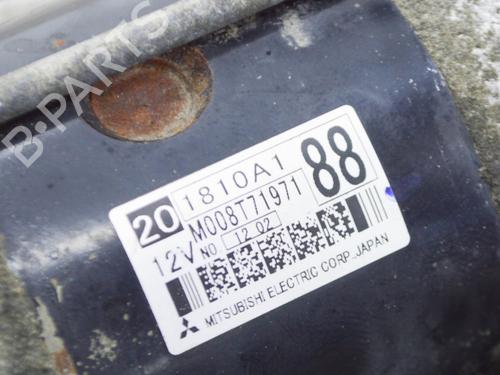 20 1810A1 88
M008T71971
12V NO 12 02
MITSUBISHI ELECTRIC CORP. JAPAN
B·PARTS